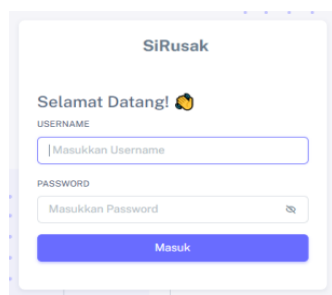 SiRusak
Selamat Datang! 👏
USERNAME
Masukkan Username
PASSWORD
Masukkan Password
Masuk